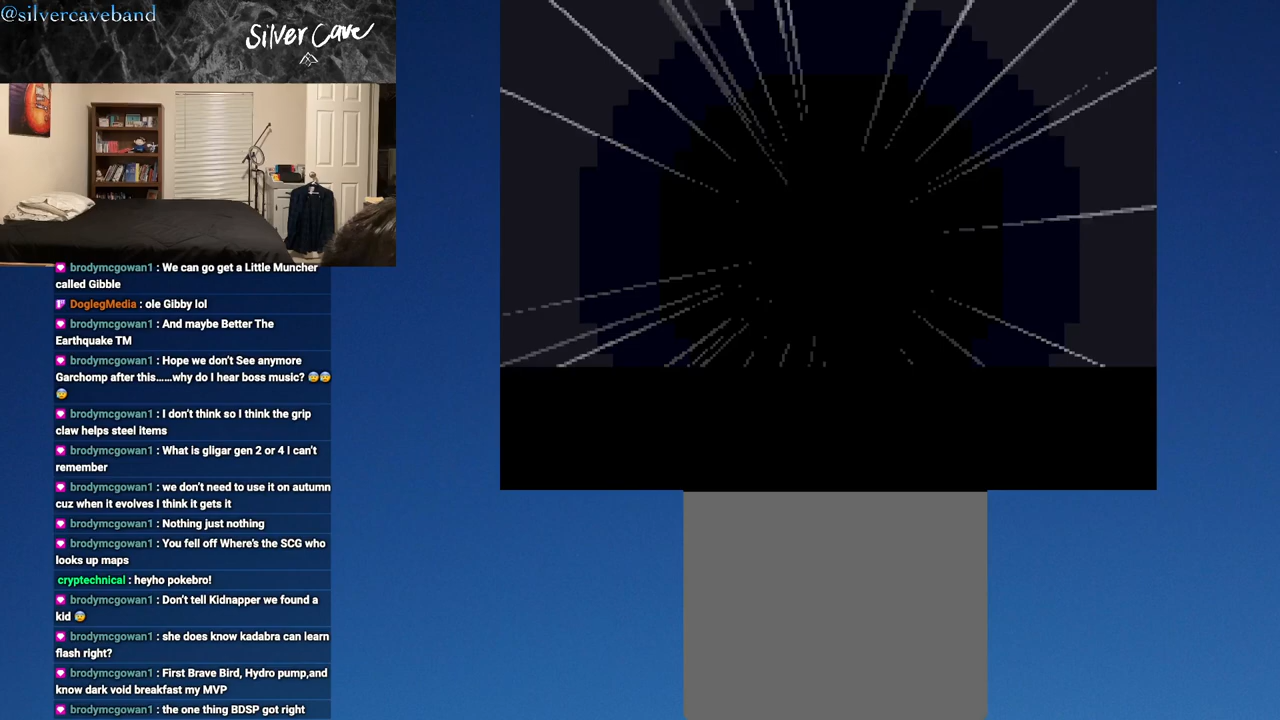 @silvercaveband
Silver Cave
brodymcgowan1 : We can go get a Little Muncher
called Gibble
DoglegMedia : ole Gibby lol
brodymcgowan1 : And maybe Better The
Earthquake TM
brodymcgowan1 : Hope we don't See anymore
Garchomp after this......why do I hear boss music? 😰😰
😰
brodymcgowan1 : I don't think so I think the grip
claw helps steel items
brodymcgowan1 : What is gligar gen 2 or 4 I can't
remember
brodymcgowan1 : we don't need to use it on autumn
cuz when it evolves I think it gets it
brodymcgowan1 : Nothing just nothing
brodymcgowan1 : You fell off Where's the SCG who
looks up maps
cryptechnical : heyho pokebro!
brodymcgowan1 : Don't tell Kidnapper we found a
kid 😰
brodymcgowan1 : she does know kadabra can learn
flash right?
brodymcgowan1 : First Brave Bird, Hydro pump,and
know dark void breakfast my MVP
brodymcgowan1 : the one thing BDSP got right